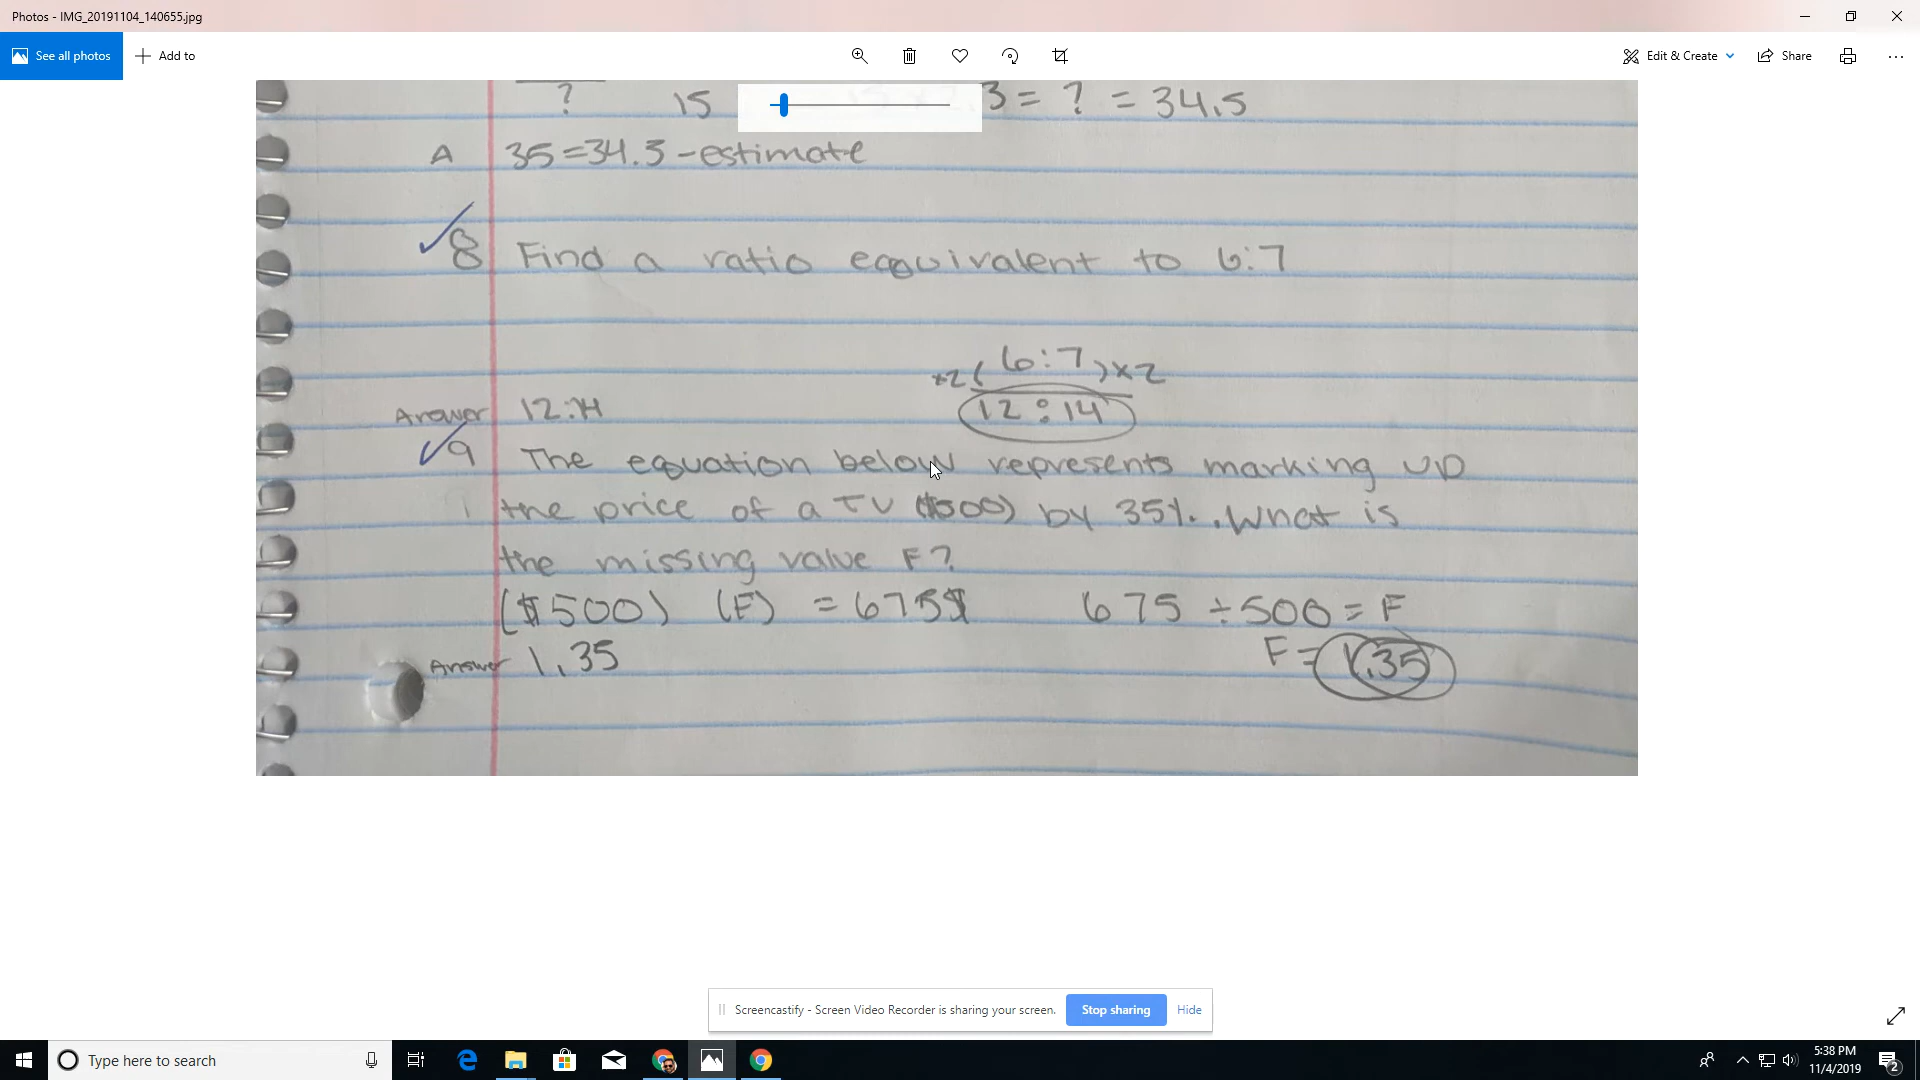 Photos - IMG_20191104_140655.jpg
See all photos
Add to
Edit & Create
Share
? 15 3 = ? = 34.5
A 35=34.5-estimate
8 Find a ratio equivalent to 6:7
×2( 6:7 )×2
Answer 12:14 12:14
9 The equation below represents marking up
the price of a TV ($500) by 35%. What is
the missing value F?
($500) (F) = 675$ 675 ÷ 500 = F
Answer 1.35 F = 1.35
Screencastify - Screen Video Recorder is sharing your screen.
Stop sharing
Hide
Type here to search
5:38 PM
11/4/2019
2